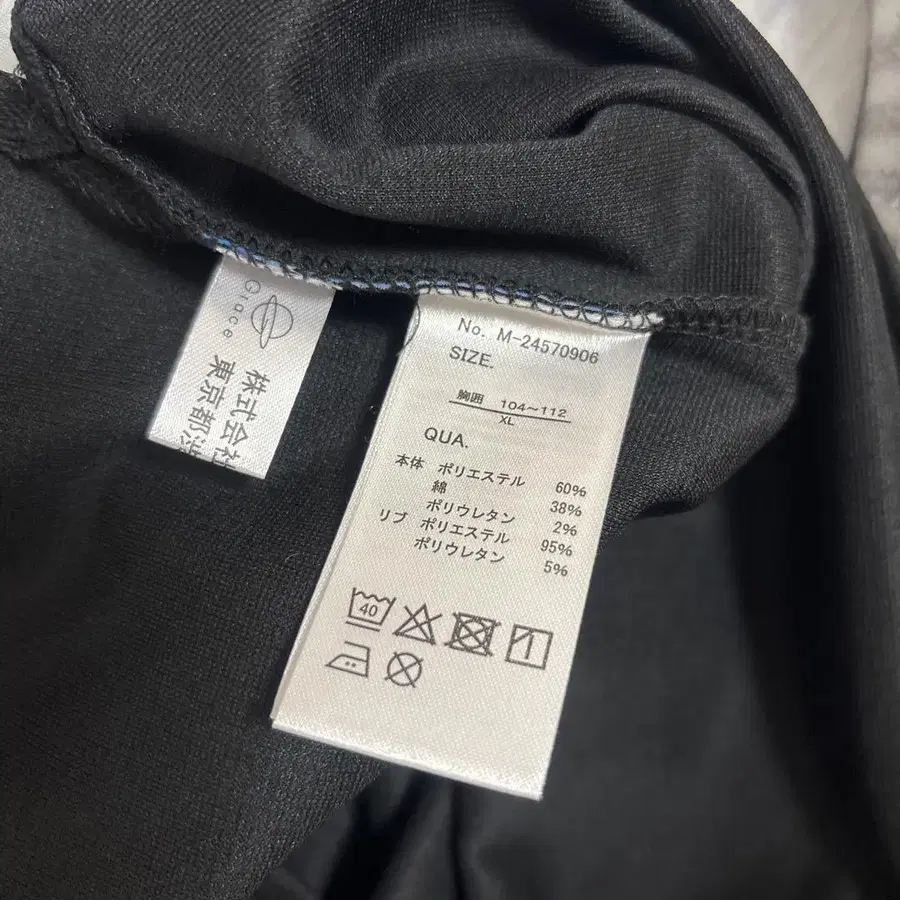 Grace
株式会社
東京都渋
No. M-24570906
SIZE.
胸囲 104～112
XL
QUA.
本体 ポリエステル 60%
綿 38%
ポリウレタン 2%
リブ ポリエステル 95%
ポリウレタン 5%
40